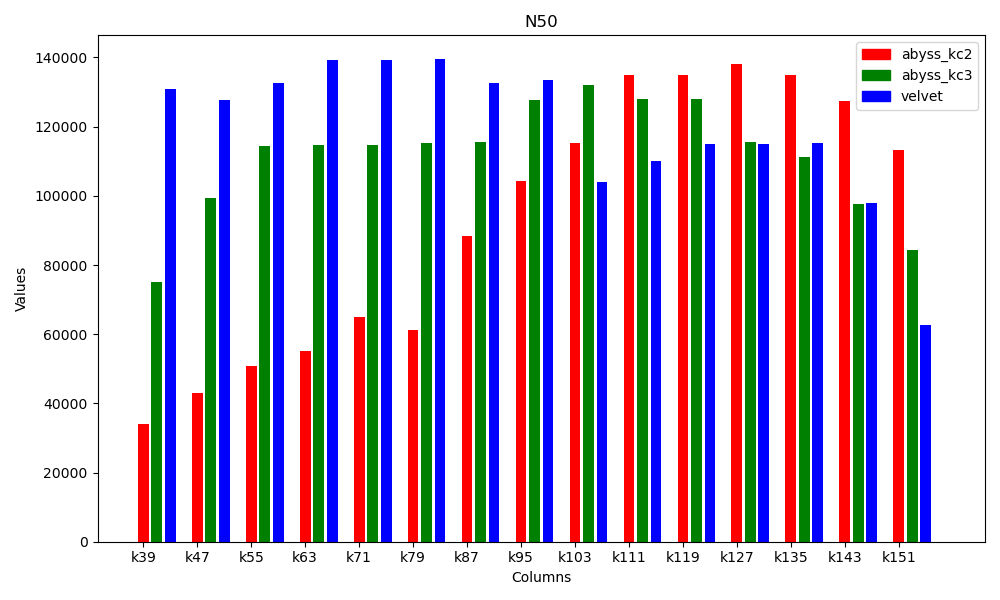 N50
abyss_kc2
abyss_kc3
velvet
Values
140000
120000
100000
80000
60000
40000
20000
0
k39 k47 k55 k63 k71 k79 k87 k95 k103 k111 k119 k127 k135 k143 k151
Columns